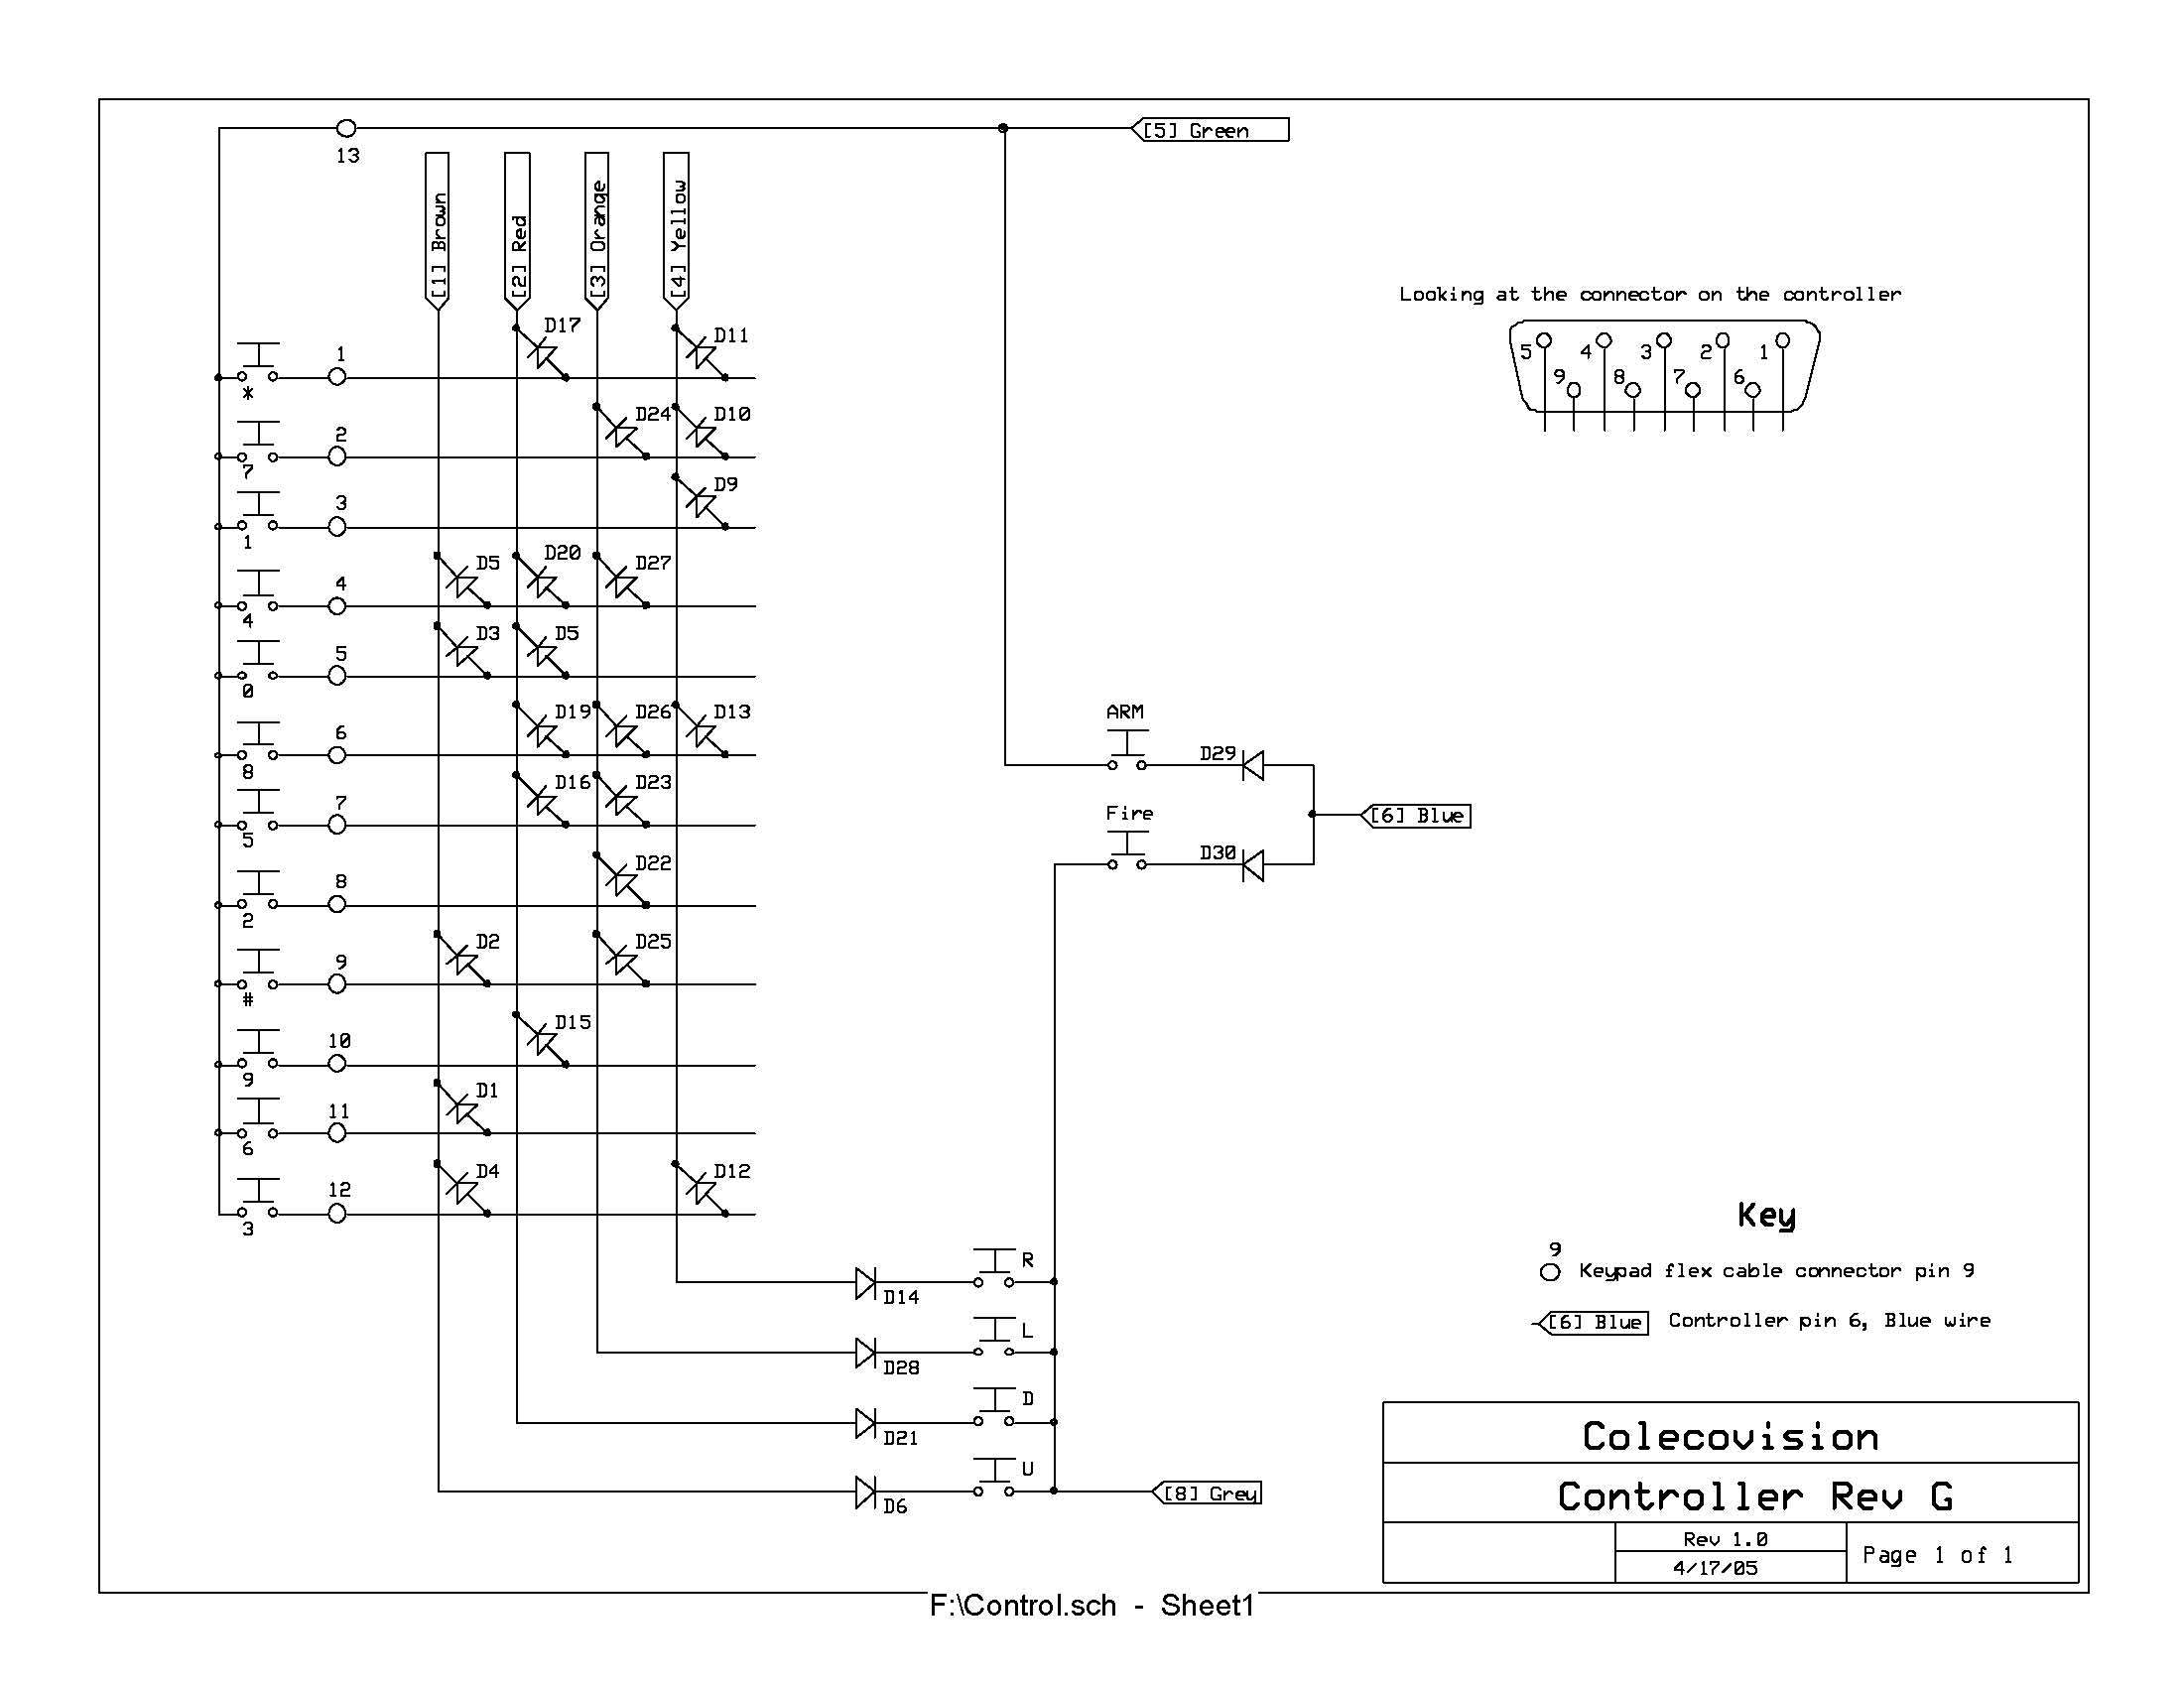 [5] Green
13
[1] Brown
[2] Red
[3] Orange
[4] Yellow
Looking at the connector on the controller
5 4 3 2 1
9 8 7 6
* 1 D17 D11
7 2 D24 D10
1 3 D9
4 4 D5 D20 D27
0 5 D3 D5
8 6 D19 D26 D13
5 7 D16 D23
2 8 D22
# 9 D2 D25
9 10 D15
6 11 D1
3 12 D4 D12
ARM
D29
Fire
[6] Blue
D30
R
D14
L
D28
D
D21
U
D6
[8] Grey
Key
9
Keypad flex cable connector pin 9
[6] Blue Controller pin 6, Blue wire
Colecovision
Controller Rev G
Rev 1.0
4/17/05
Page 1 of 1
F:\Control.sch - Sheet1